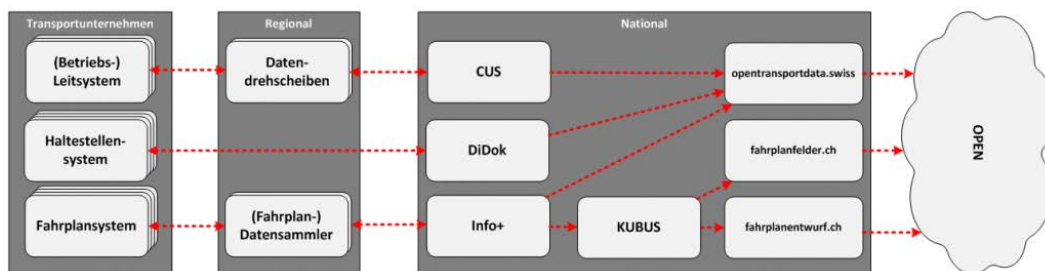 Transportunternehmen
Regional
National
(Betriebs-)
Leitsystem
Daten-
drehscheiben
CUS
opentransportdata.swiss
Haltestellen-
system
DiDok
fahrplanfelder.ch
OPEN
Fahrplansystem
(Fahrplan-)
Datensammler
Info+
KUBUS
fahrplanentwurf.ch